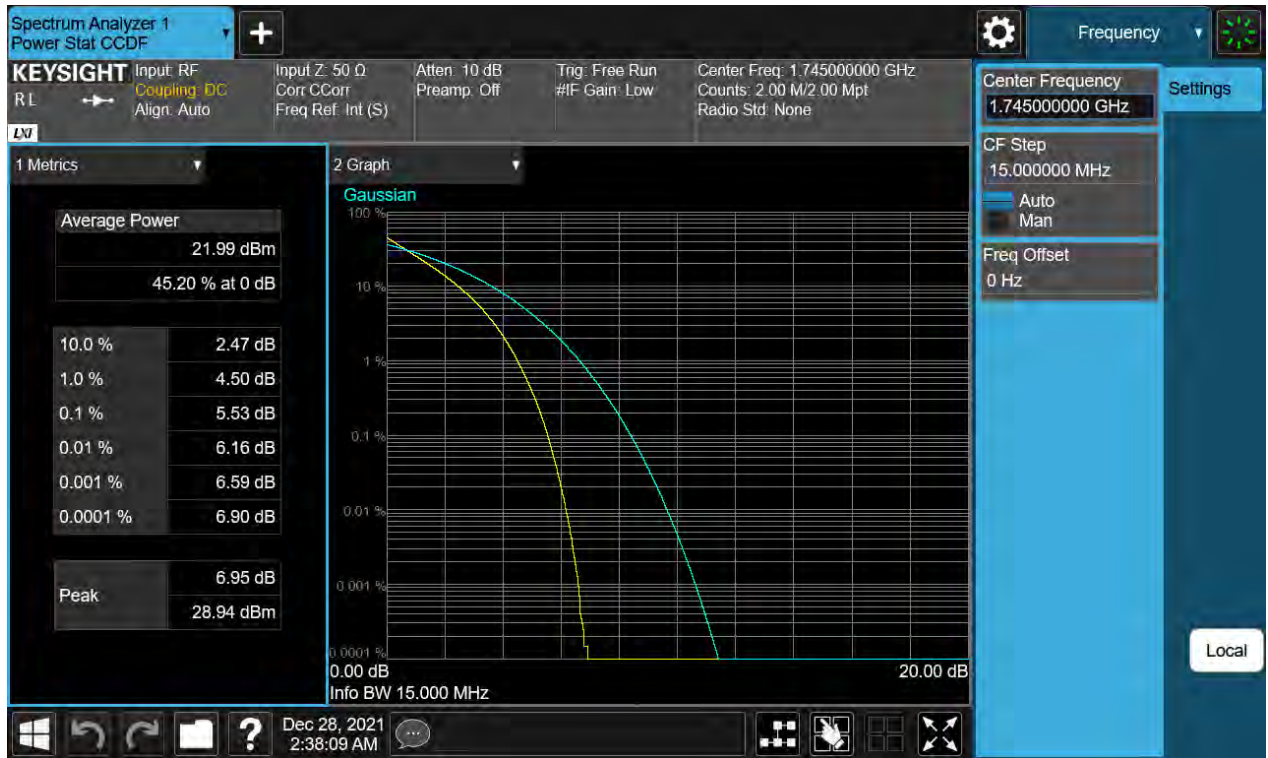 Spectrum Analyzer 1
Power Stat CCDF
Frequency
KEYSIGHT
RL
LXI
Input: RF
Coupling: DC
Align: Auto
Input Z: 50 Ω
Corr CCorr
Freq Ref: Int (S)
Atten: 10 dB
Preamp: Off
Trig: Free Run
#IF Gain: Low
Center Freq: 1.745000000 GHz
Counts: 2.00 M/2.00 Mpt
Radio Std: None
Center Frequency
1.745000000 GHz
Settings
CF Step
15.000000 MHz
Auto
Man
Freq Offset
0 Hz
1 Metrics
Average Power
21.99 dBm
45.20 % at 0 dB
10.0 % 2.47 dB
1.0 % 4.50 dB
0.1 % 5.53 dB
0.01 % 6.16 dB
0.001 % 6.59 dB
0.0001 % 6.90 dB
Peak
6.95 dB
28.94 dBm
2 Graph
Gaussian
100 %
10 %
1 %
0.1 %
0.01 %
0.001 %
0.0001 %
0.00 dB 20.00 dB
Info BW 15.000 MHz
Local
?
Dec 28, 2021
2:38:09 AM